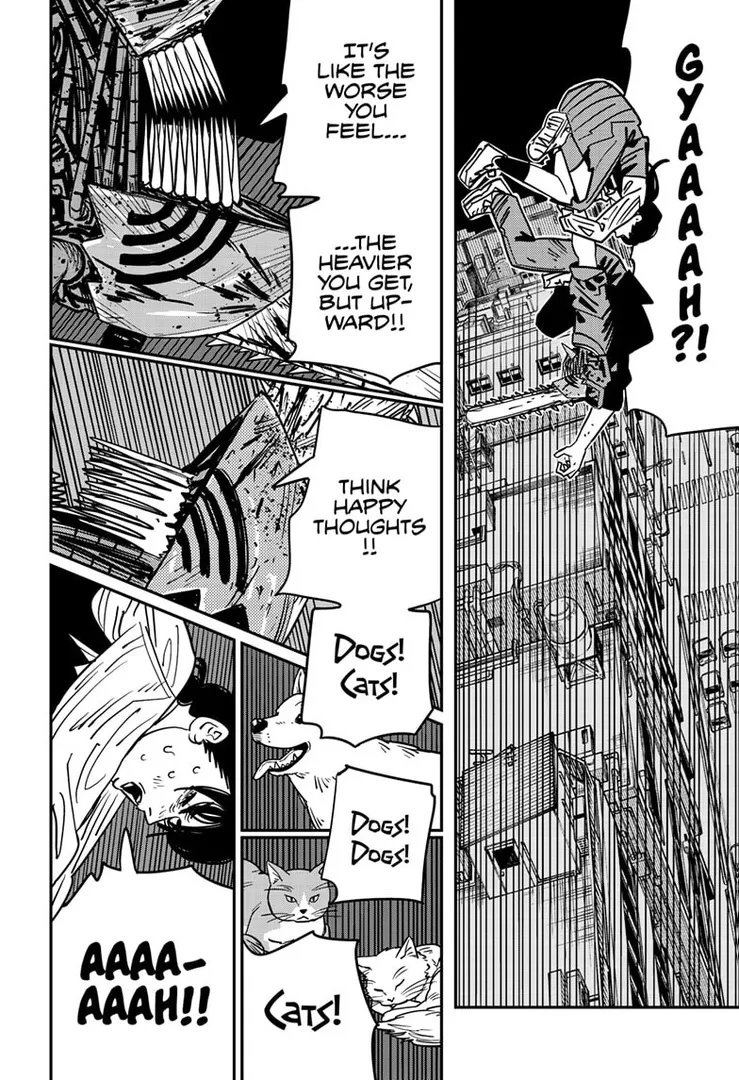 GYAAAAAH?!
IT'S
LIKE THE
WORSE
YOU
FEEL...
...THE
HEAVIER
YOU GET,
BUT UP-
WARD!!
THINK
HAPPY
THOUGHTS
!!
DOGS!
CATS!
DOGS!
DOGS!
CATS!
AAAA-
AAAH!!